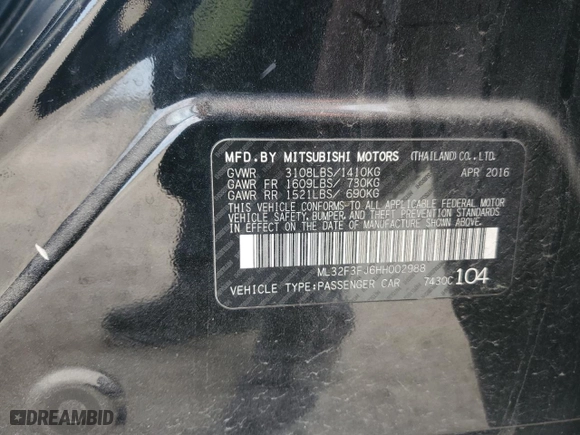 MFD.BY MITSUBISHI MOTORS (THAILAND) CO.,LTD.
GVWR 3108LBS/1410KG APR 2016
GAWR FR 1609LBS/ 730KG
GAWR RR 1521LBS/ 690KG
THIS VEHICLE CONFORMS TO ALL APPLICABLE FEDERAL MOTOR
VEHICLE SAFETY, BUMPER, AND THEFT PREVENTION STANDARDS
IN EFFECT ON THE DATE OF MANUFACTURE SHOWN ABOVE.
ML32F3FJ6HH002988
VEHICLE TYPE:PASSENGER CAR 7430C104
DREAMBID